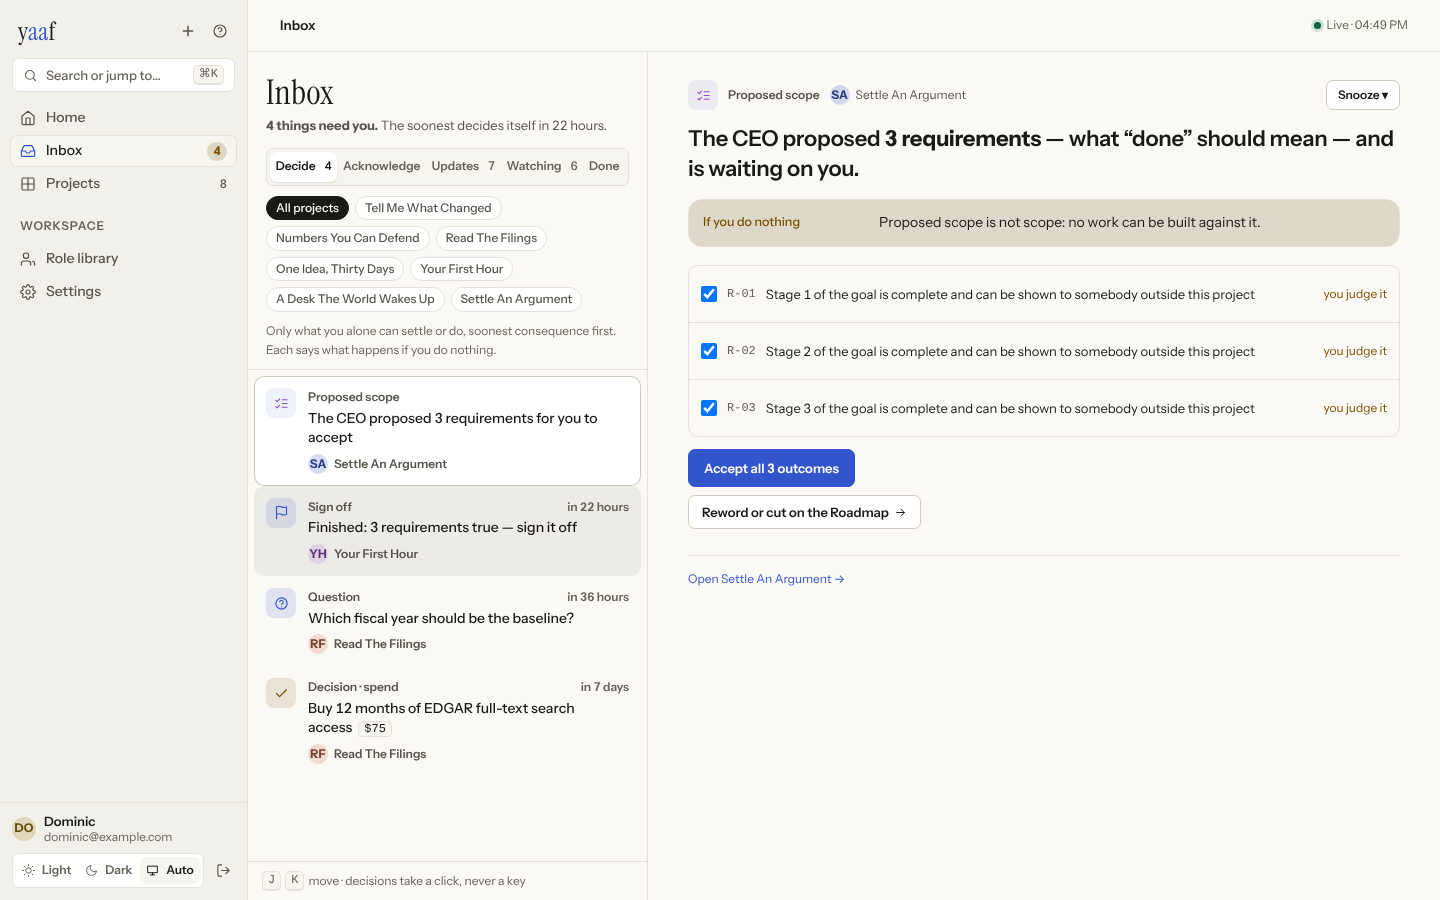 yaaf
Search or jump to... ⌘K
Home
Inbox 4
Projects 8
WORKSPACE
Role library
Settings
Dominic
DO
dominic@example.com
Light Dark Auto
Inbox
Live · 04:49 PM
Inbox
4 things need you. The soonest decides itself in 22 hours.
Decide 4 Acknowledge Updates 7 Watching 6 Done
All projects Tell Me What Changed
Numbers You Can Defend Read The Filings
One Idea, Thirty Days Your First Hour
A Desk The World Wakes Up Settle An Argument
Only what you alone can settle or do, soonest consequence first.
Each says what happens if you do nothing.
Proposed scope
The CEO proposed 3 requirements for you to
accept
SA Settle An Argument
Sign off in 22 hours
Finished: 3 requirements true — sign it off
YH Your First Hour
Question in 36 hours
Which fiscal year should be the baseline?
RF Read The Filings
Decision · spend in 7 days
Buy 12 months of EDGAR full-text search
access $75
RF Read The Filings
J K move · decisions take a click, never a key
Proposed scope SA Settle An Argument
Snooze ▾
The CEO proposed 3 requirements — what “done” should mean — and
is waiting on you.
If you do nothing Proposed scope is not scope: no work can be built against it.
R-01 Stage 1 of the goal is complete and can be shown to somebody outside this project you judge it
R-02 Stage 2 of the goal is complete and can be shown to somebody outside this project you judge it
R-03 Stage 3 of the goal is complete and can be shown to somebody outside this project you judge it
Accept all 3 outcomes
Reword or cut on the Roadmap →
Open Settle An Argument →